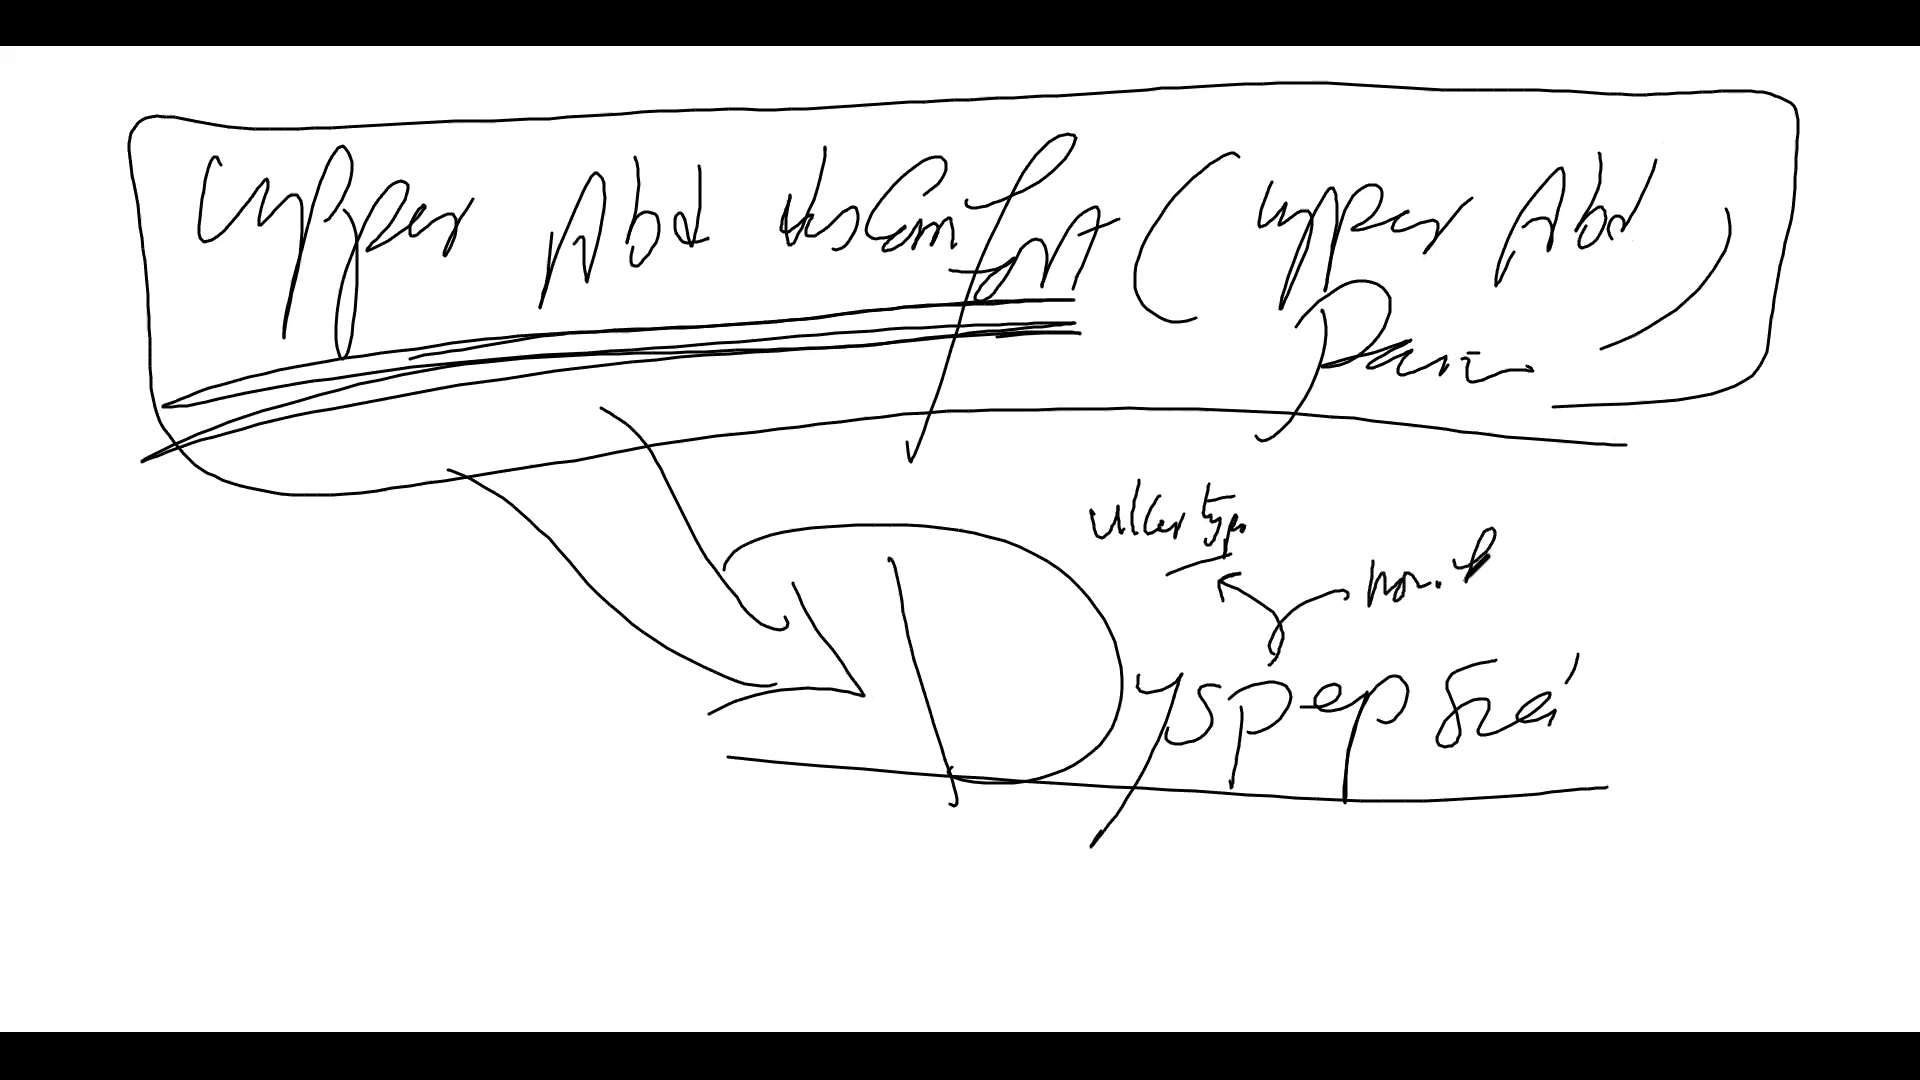 upper Abd discomfort ( upper Abd
Pain )
ulcer type
Dyspepsia